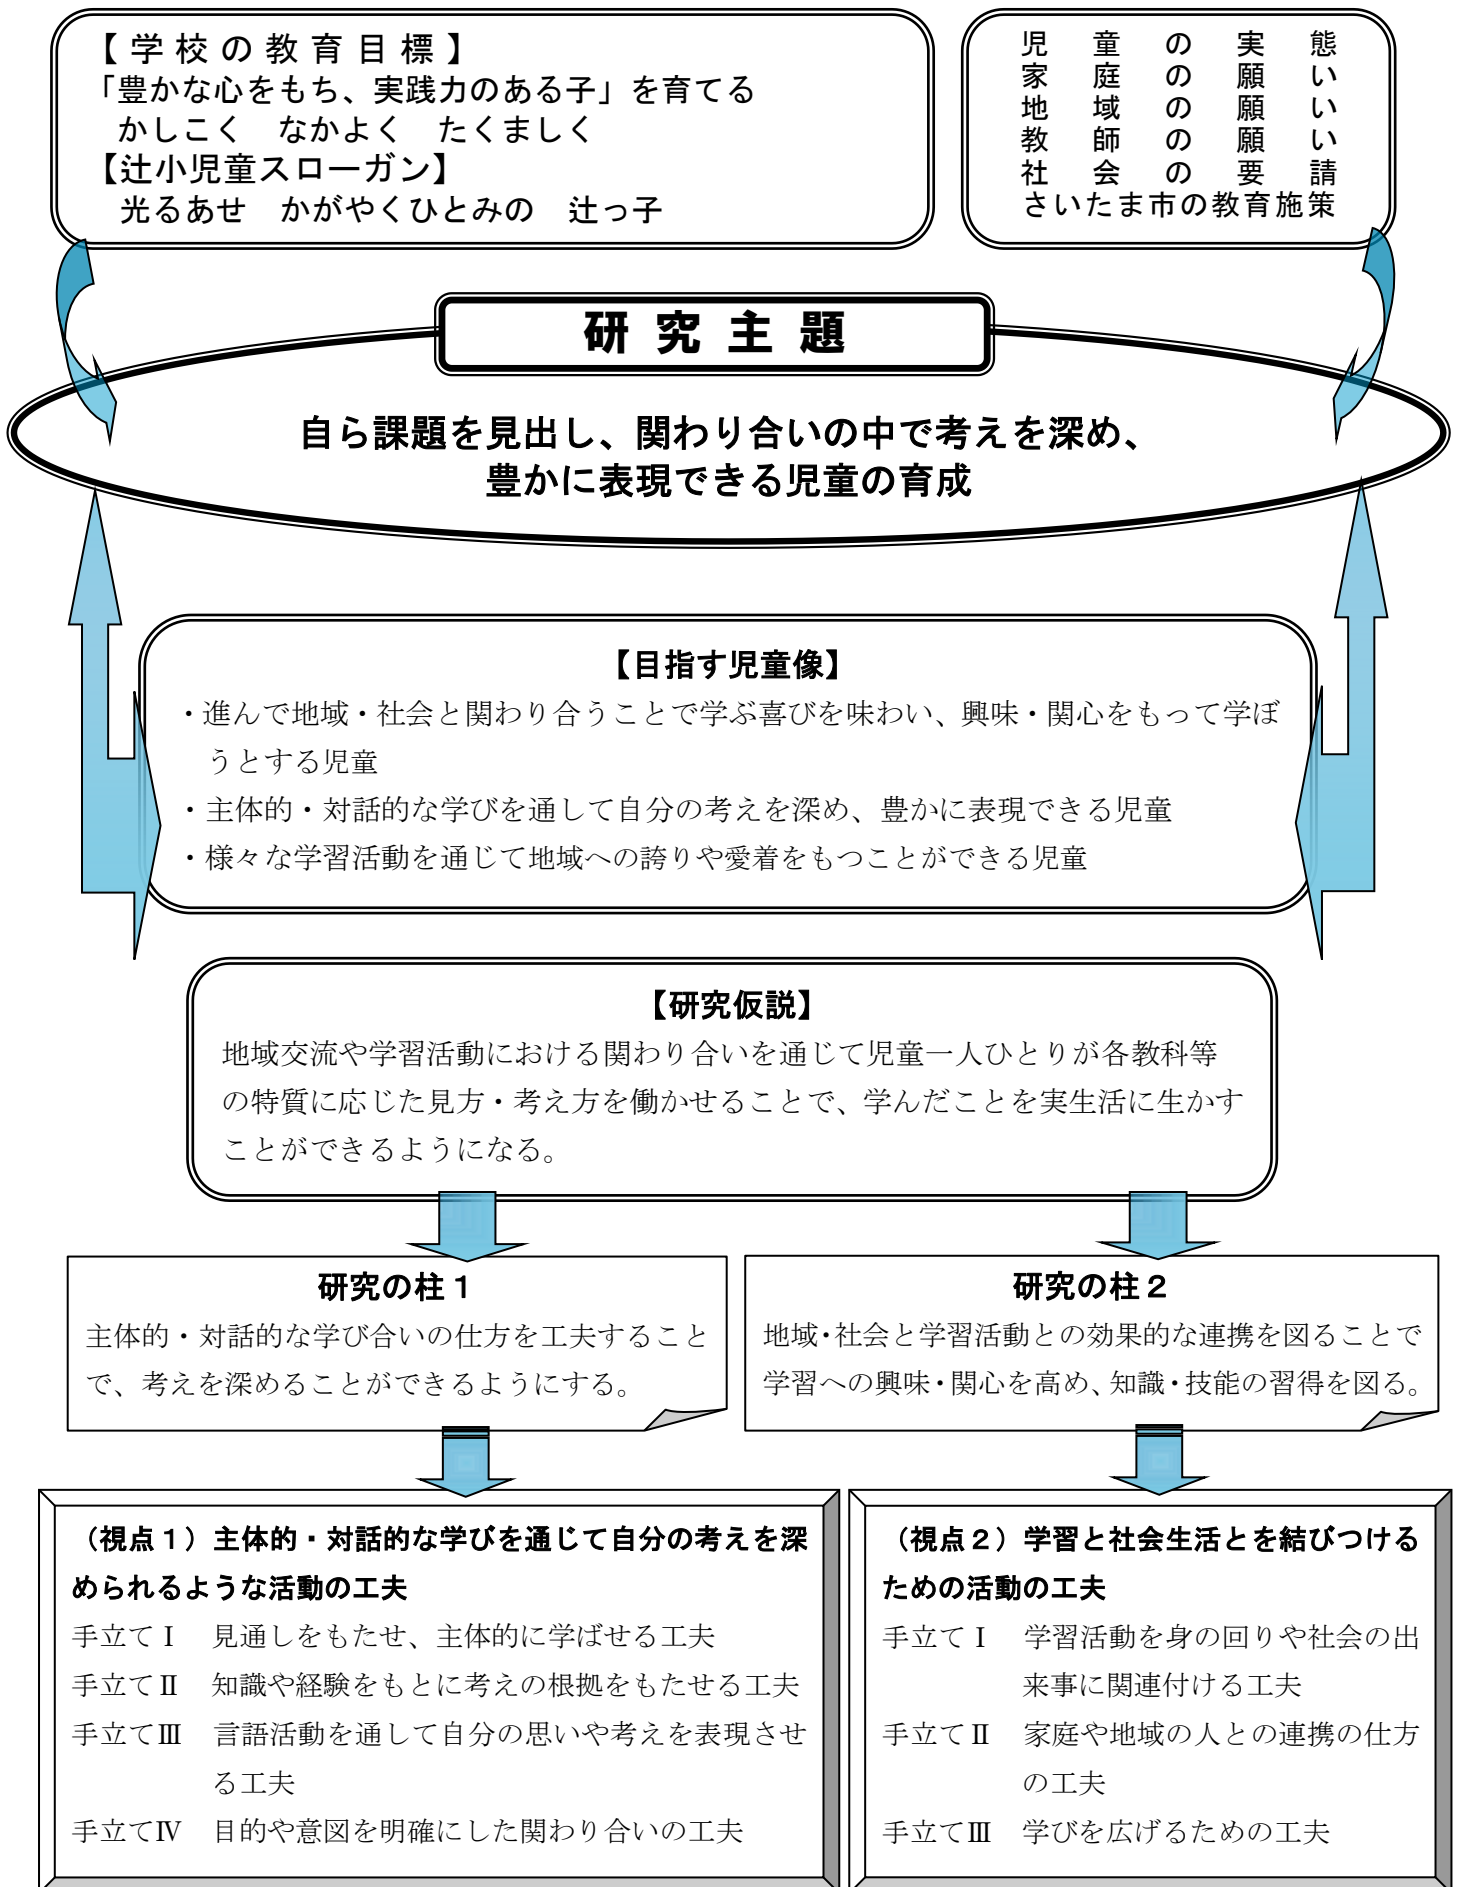 【学校の教育目標】
「豊かな心をもち、実践力のある子」を育てる
かしこく　なかよく　たくましく
【辻小児童スローガン】
光るあせ　かがやくひとみの　辻っ子
児童の実態
家庭の願い
地域の願い
教師の願い
社会の要請
さいたま市の教育施策
研究主題
自ら課題を見出し、関わり合いの中で考えを深め、
豊かに表現できる児童の育成
【目指す児童像】
・進んで地域・社会と関わり合うことで学ぶ喜びを味わい、興味・関心をもって学ぼ
うとする児童
・主体的・対話的な学びを通して自分の考えを深め、豊かに表現できる児童
・様々な学習活動を通じて地域への誇りや愛着をもつことができる児童
【研究仮説】
地域交流や学習活動における関わり合いを通じて児童一人ひとりが各教科等
の特質に応じた見方・考え方を働かせることで、学んだことを実生活に生かす
ことができるようになる。
研究の柱１
主体的・対話的な学び合いの仕方を工夫すること
で、考えを深めることができるようにする。
研究の柱２
地域・社会と学習活動との効果的な連携を図ることで
学習への興味・関心を高め、知識・技能の習得を図る。
（視点１）主体的・対話的な学びを通じて自分の考えを深
められるような活動の工夫
手立てⅠ　見通しをもたせ、主体的に学ばせる工夫
手立てⅡ　知識や経験をもとに考えの根拠をもたせる工夫
手立てⅢ　言語活動を通して自分の思いや考えを表現させ
る工夫
手立てⅣ　目的や意図を明確にした関わり合いの工夫
（視点２）学習と社会生活とを結びつける
ための活動の工夫
手立てⅠ　学習活動を身の回りや社会の出
来事に関連付ける工夫
手立てⅡ　家庭や地域の人との連携の仕方
の工夫
手立てⅢ　学びを広げるための工夫